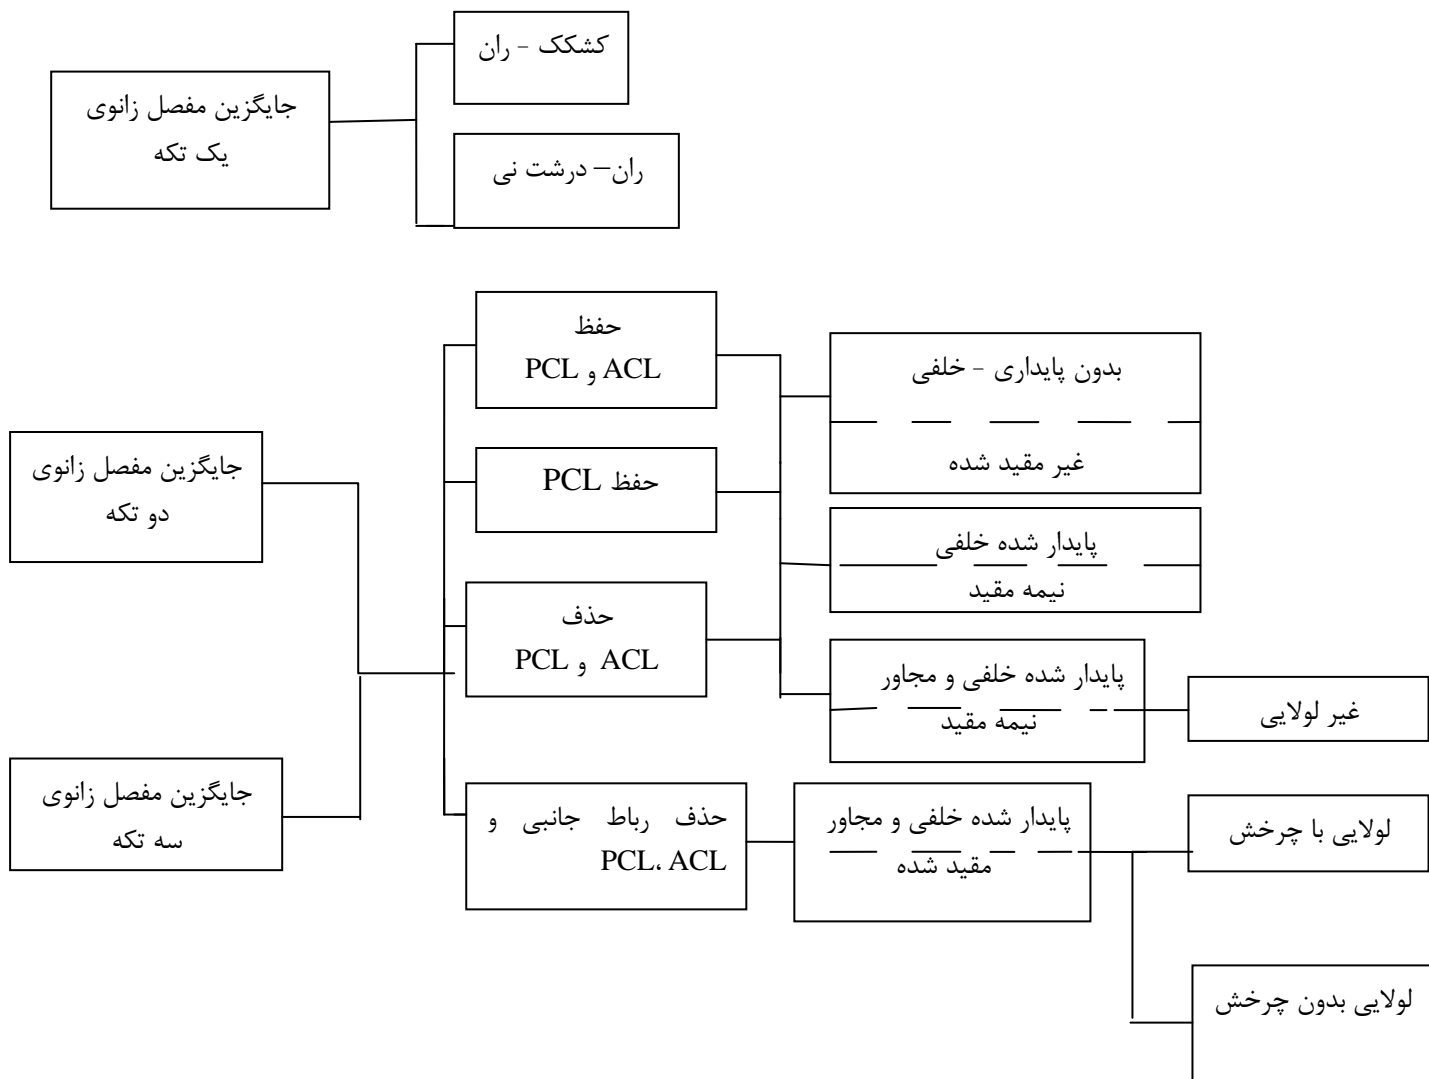 کشکک - ران
جایگزین مفصل زانوی
یک تکه
ران– درشت نی
حفظ
ACL و PCL
بدون پایداری - خلفی
غیر مقید شده
جایگزین مفصل زانوی
دو تکه
حفظ PCL
پایدار شده خلفی
نیمه مقید
حذف
ACL و PCL
پایدار شده خلفی و مجاور
نیمه مقید
غیر لولایی
جایگزین مفصل زانوی
سه تکه
حذف رباط جانبی و
PCL، ACL
پایدار شده خلفی و مجاور
مقید شده
لولایی با چرخش
لولایی بدون چرخش